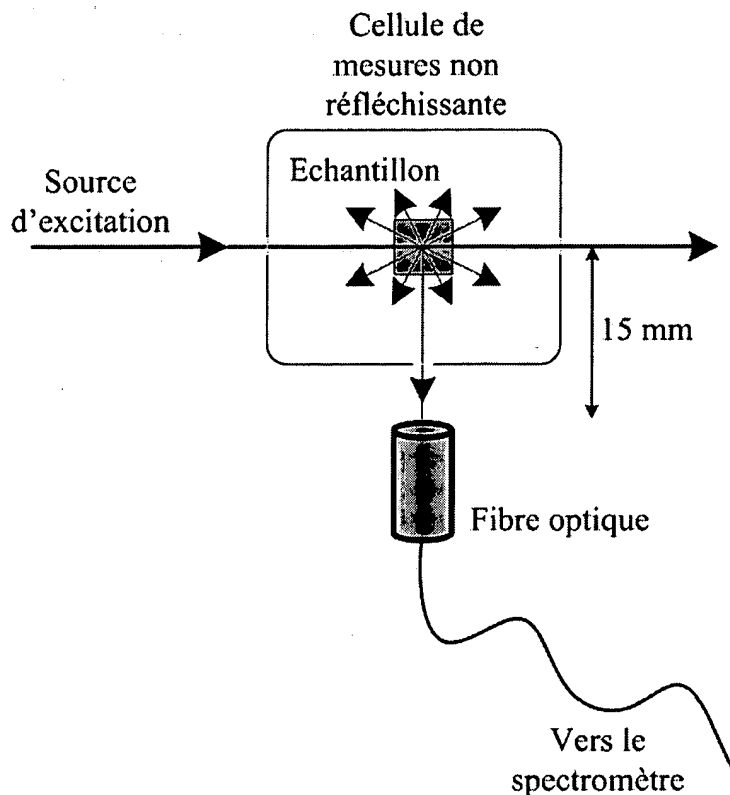 Cellule de
mesures non
réfléchissante
Echantillon
Source
d'excitation
15 mm
Fibre optique
Vers le
spectromètre